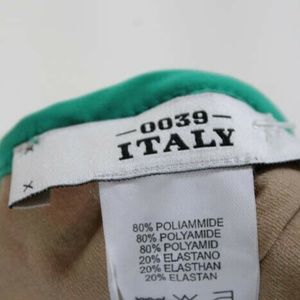 -0039-
ITALY
80% POLIAMMIDE
80% POLYAMIDE
80% POLYAMID
20% ELASTANO
20% ELASTHAN
20% ELASTAN